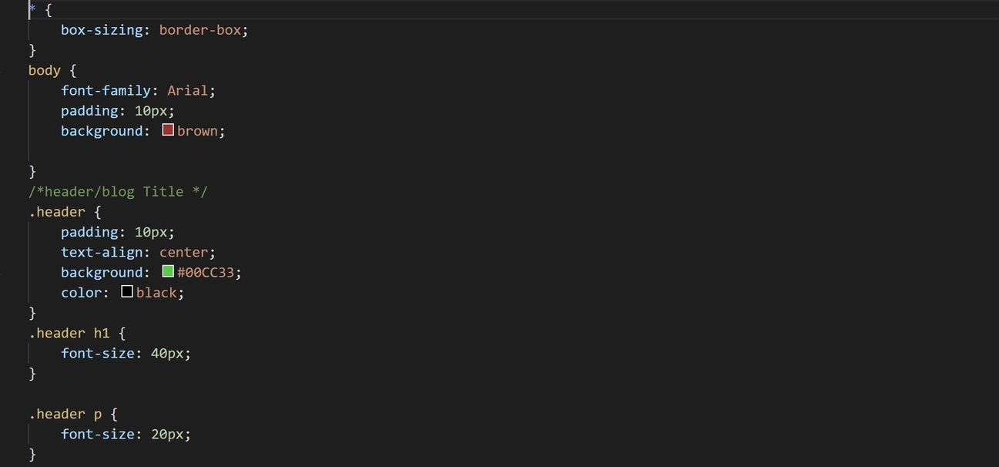 * {
    box-sizing: border-box;
}
body {
    font-family: Arial;
    padding: 10px;
    background: brown;

}
/*header/blog Title */
.header {
    padding: 10px;
    text-align: center;
    background: #00CC33;
    color: black;
}
.header h1 {
    font-size: 40px;
}

.header p {
    font-size: 20px;
}